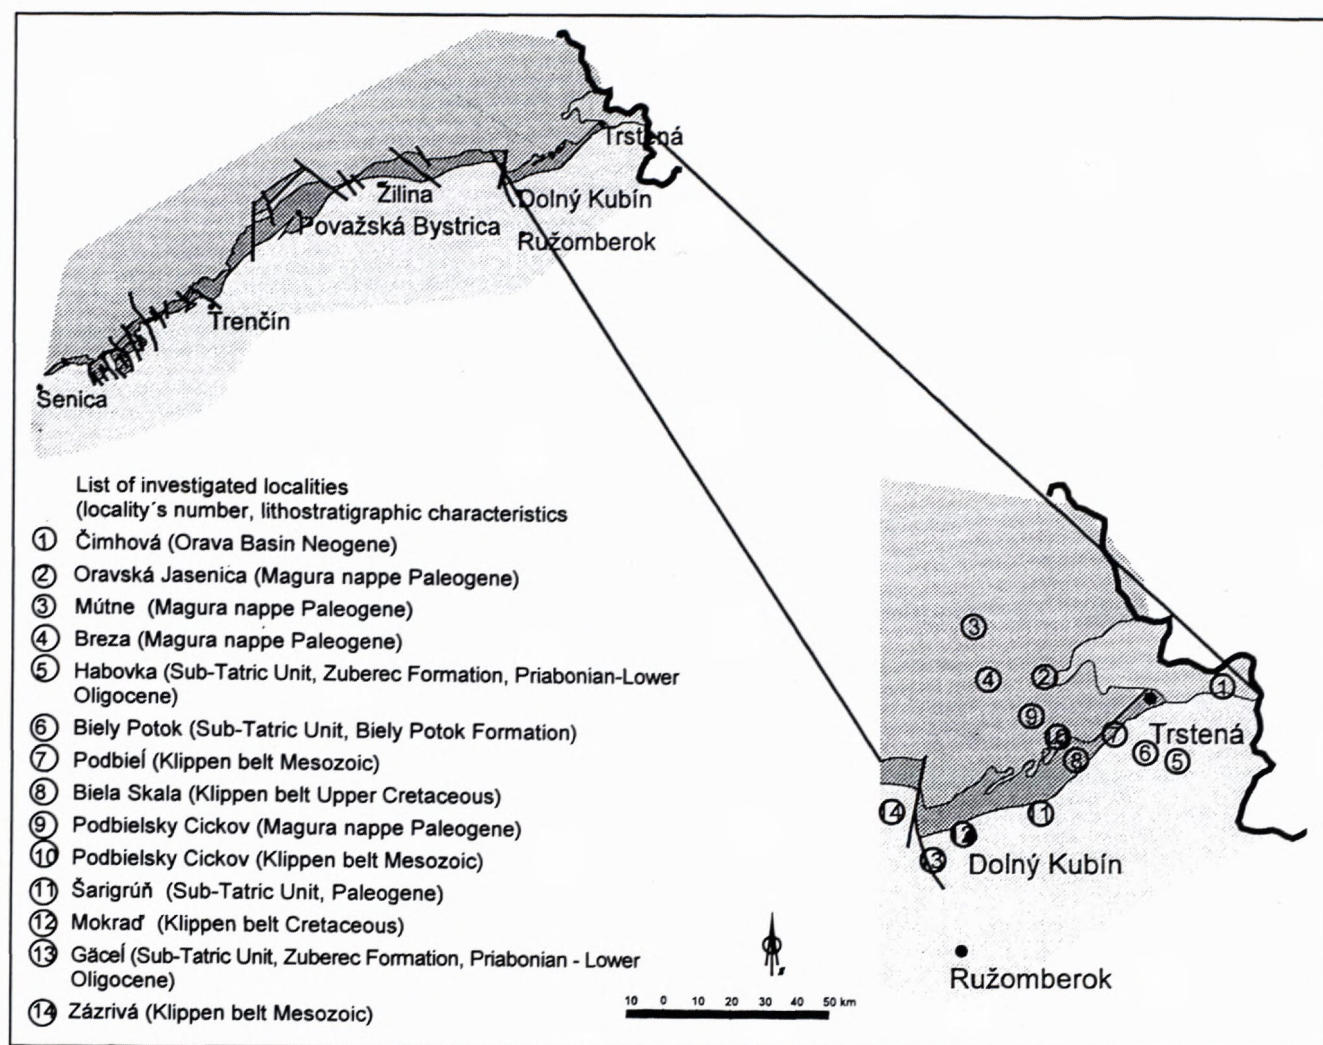 Trstená
Žilina
Dolný Kubín
Považská Bystrica
Ružomberok
Trenčín
Senica
List of investigated localities
(locality´s number, lithostratigraphic characteristics
1 Čimhová (Orava Basin Neogene)
2 Oravská Jasenica (Magura nappe Paleogene)
3 Mútne (Magura nappe Paleogene)
4 Breza (Magura nappe Paleogene)
5 Habovka (Sub-Tatric Unit, Zuberec Formation, Priabonian-Lower
Oligocene)
6 Biely Potok (Sub-Tatric Unit, Biely Potok Formation)
7 Podbieĺ (Klippen belt Mesozoic)
8 Biela Skala (Klippen belt Upper Cretaceous)
9 Podbielsky Cickov (Magura nappe Paleogene)
10 Podbielsky Cickov (Klippen belt Mesozoic)
11 Šarigrúň (Sub-Tatric Unit, Paleogene)
12 Mokraď (Klippen belt Cretaceous)
13 Gäceĺ (Sub-Tatric Unit, Zuberec Formation, Priabonian - Lower
Oligocene)
14 Zázrivá (Klippen belt Mesozoic)
3
4
2
1
9
10
7
Trstená
8
6
5
14
11
12
13
Dolný Kubín
Ružomberok
10 0 10 20 30 40 50 km